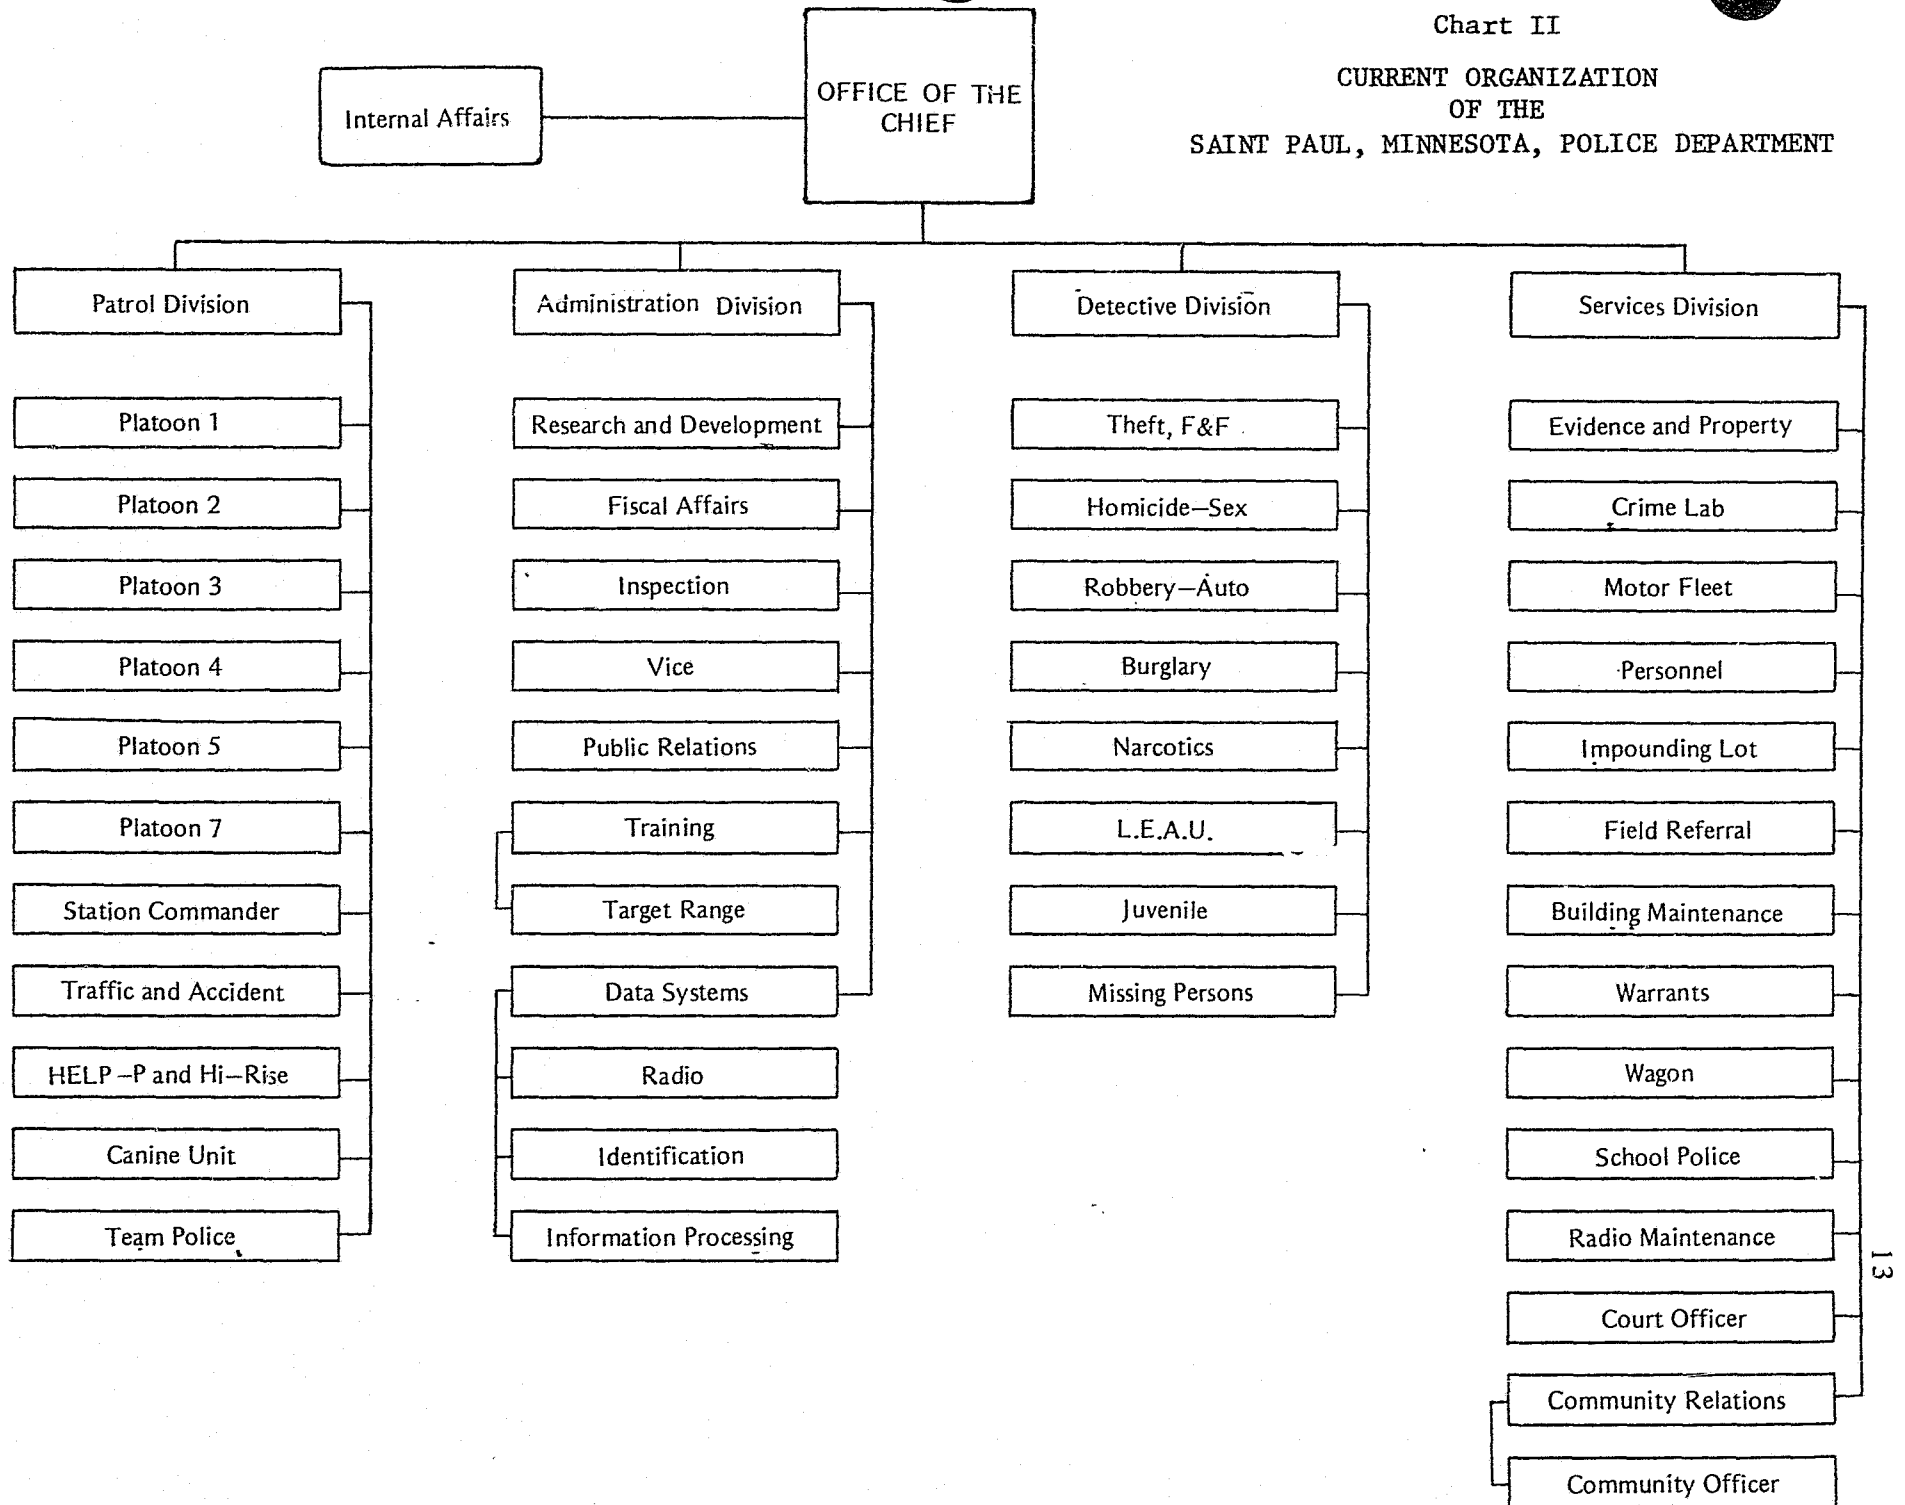 Chart II
CURRENT ORGANIZATION
OF THE
SAINT PAUL, MINNESOTA, POLICE DEPARTMENT
OFFICE OF THE
CHIEF
Internal Affairs
Patrol Division
Platoon 1
Platoon 2
Platoon 3
Platoon 4
Platoon 5
Platoon 7
Station Commander
Traffic and Accident
HELP–P and Hi–Rise
Canine Unit
Team Police
Administration Division
Research and Development
Fiscal Affairs
Inspection
Vice
Public Relations
Training
Target Range
Data Systems
Radio
Identification
Information Processing
Detective Division
Theft, F&F
Homicide–Sex
Robbery–Auto
Burglary
Narcotics
L.E.A.U.
Juvenile
Missing Persons
Services Division
Evidence and Property
Crime Lab
Motor Fleet
Personnel
Impounding Lot
Field Referral
Building Maintenance
Warrants
Wagon
School Police
Radio Maintenance
Court Officer
Community Relations
Community Officer
13